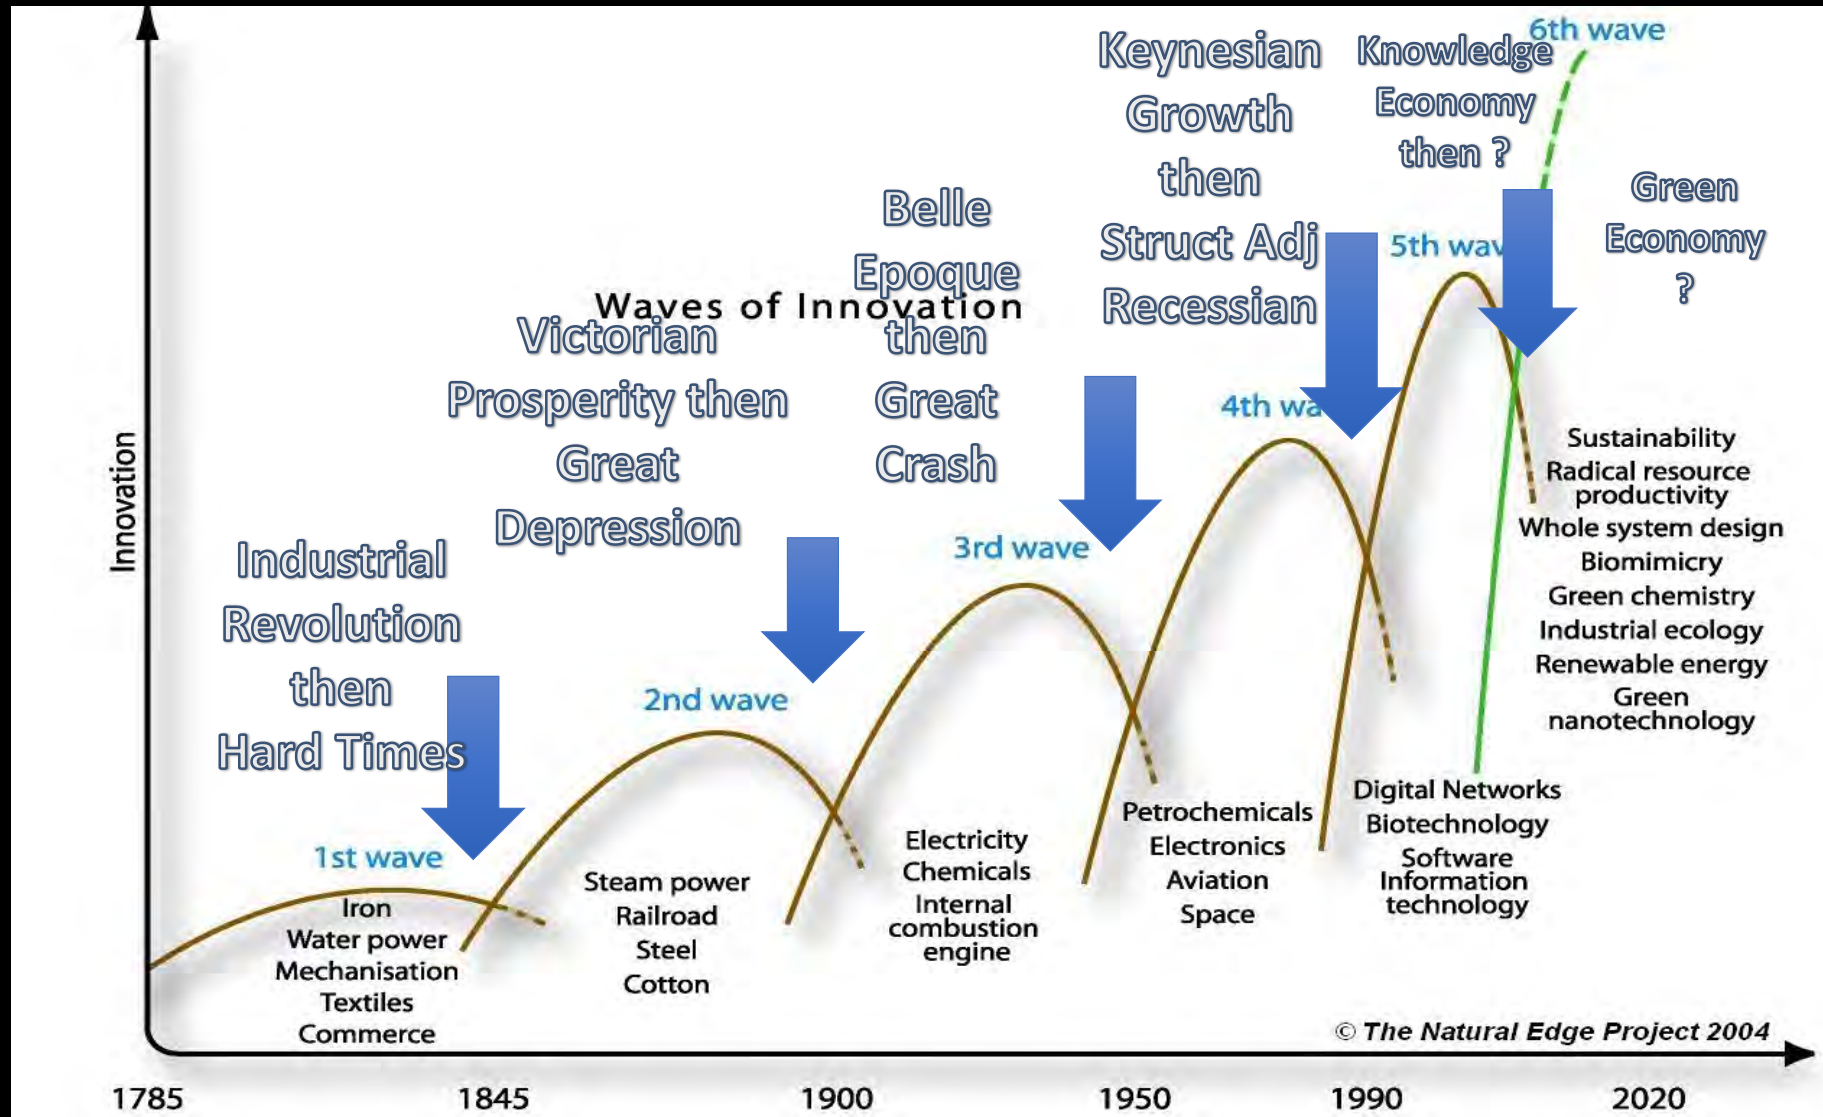 6th wave
Keynesian
Growth
then
Struct Adj
Recessian
Knowledge
Economy
then ?
Green
Economy
?
Belle
Epoque
then
Great
Crash
5th wav
Waves of Innovation
Victorian
Prosperity then
Great
Depression
4th wa
3rd wave
Industrial
Revolution
then
Hard Times
2nd wave
1st wave
Innovation
Iron
Water power
Mechanisation
Textiles
Commerce
Steam power
Railroad
Steel
Cotton
Electricity
Chemicals
Internal
combustion
engine
Petrochemicals
Electronics
Aviation
Space
Digital Networks
Biotechnology
Software
Information
technology
Sustainability
Radical resource
productivity
Whole system design
Biomimicry
Green chemistry
Industrial ecology
Renewable energy
Green
nanotechnology
© The Natural Edge Project 2004
1785 1845 1900 1950 1990 2020